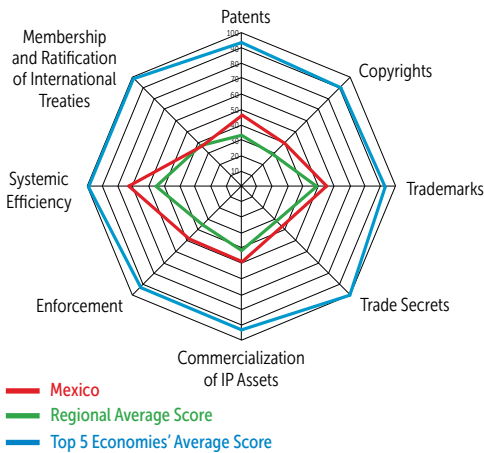 Patents
Copyrights
Trademarks
Trade Secrets
Commercialization
of IP Assets
Enforcement
Systemic
Efficiency
Membership
and Ratification
of International
Treaties
100
90
80
70
60
50
40
30
20
10
Mexico
Regional Average Score
Top 5 Economies’ Average Score